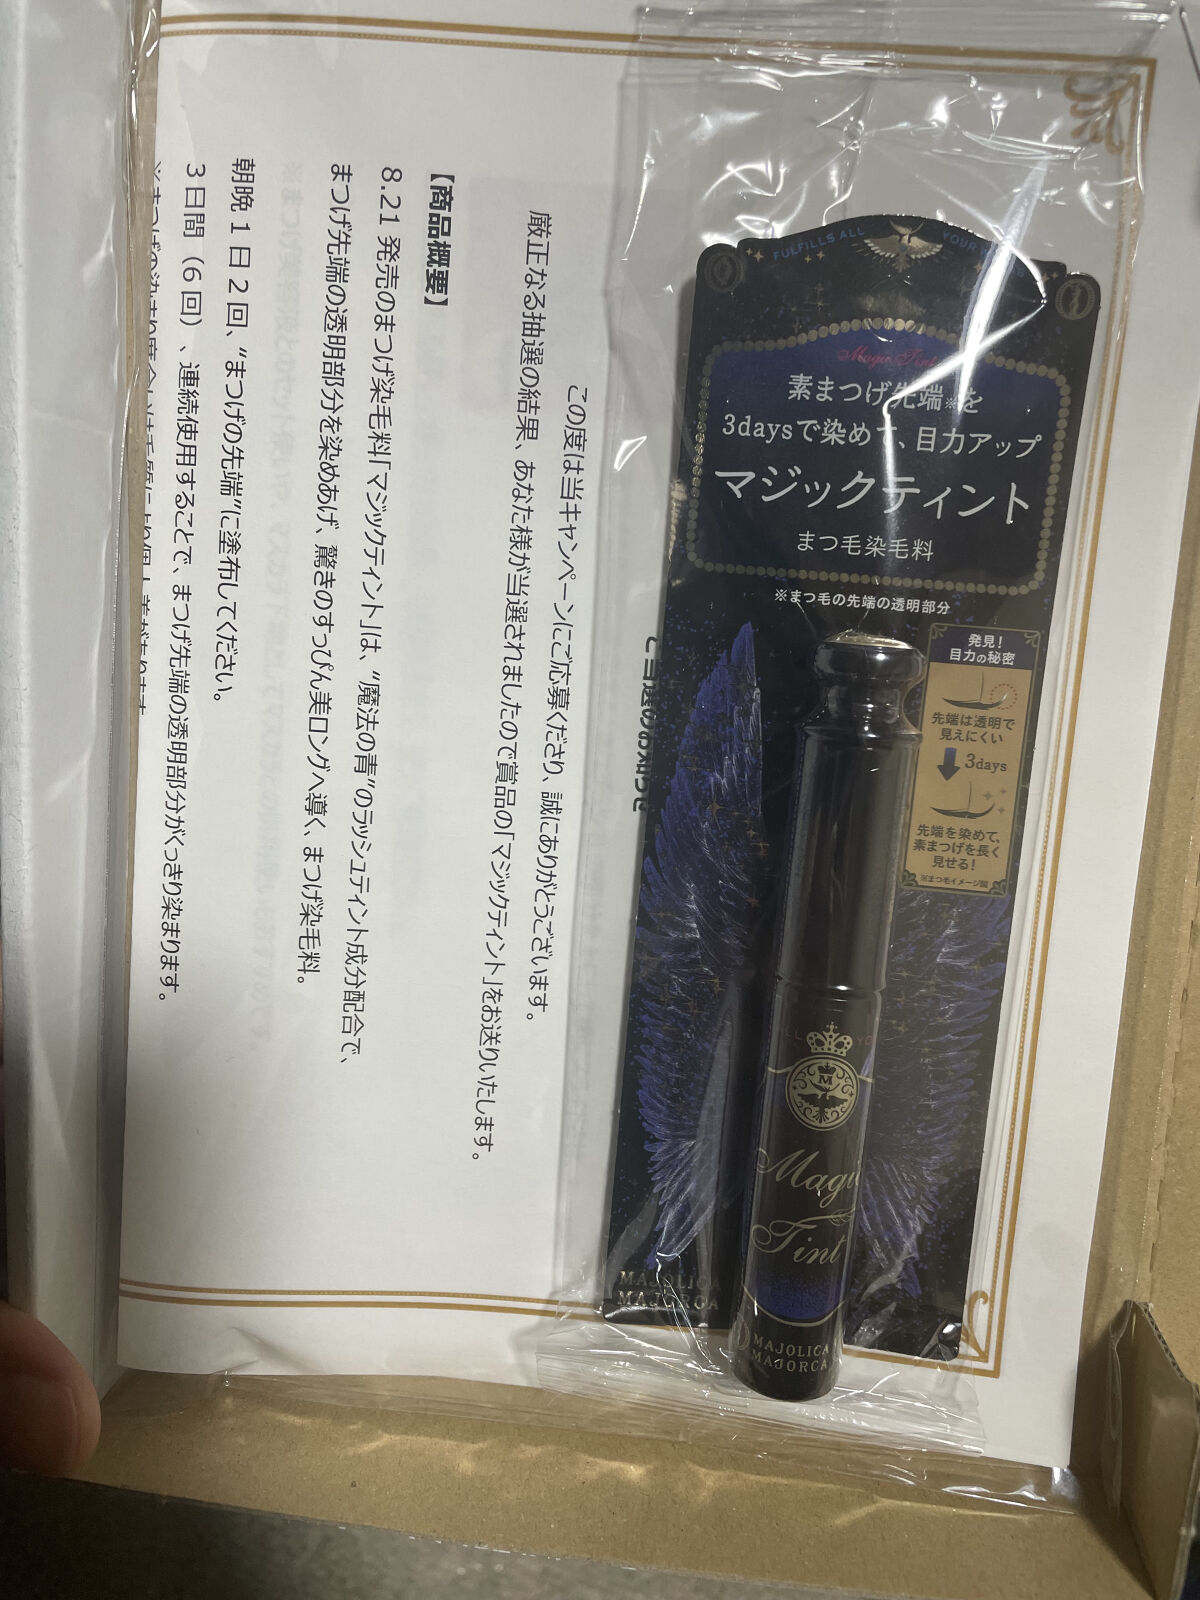 FULFILLS ALL YOUR
Magic Tint
素まつげ先端※を
3daysで染めて、目力アップ
マジックティント
まつ毛染毛料
※まつ毛の先端の透明部分
発見!
目力の秘密
先端は透明で
見えにくい
3days
先端を染めて、
素まつげを長く
見せる!
※まつ毛イメージ図
M
Magic
Tint
MAJOLICA
MAJORCA
MAJOLICA
MAJORCA
ご当選のお知らせ
この度は当キャンペーンにご応募くださり、誠にありがとうございます。
厳正なる抽選の結果、あなた様が当選されましたので賞品の「マジックティント」をお送りいたします。
【商品概要】
8.21 発売のまつげ染毛料「マジックティント」は、“魔法の青”のラッシュティント成分配合で、
まつげ先端の透明部分を染めあげ、驚きのすっぴん美ロングへ導く、まつげ染毛料。
朝晩 1 日 2 回、“まつげの先端”に塗布してください。
3 日間（6 回）、連続使用することで、まつげ先端の透明部分がくっきり染まります。